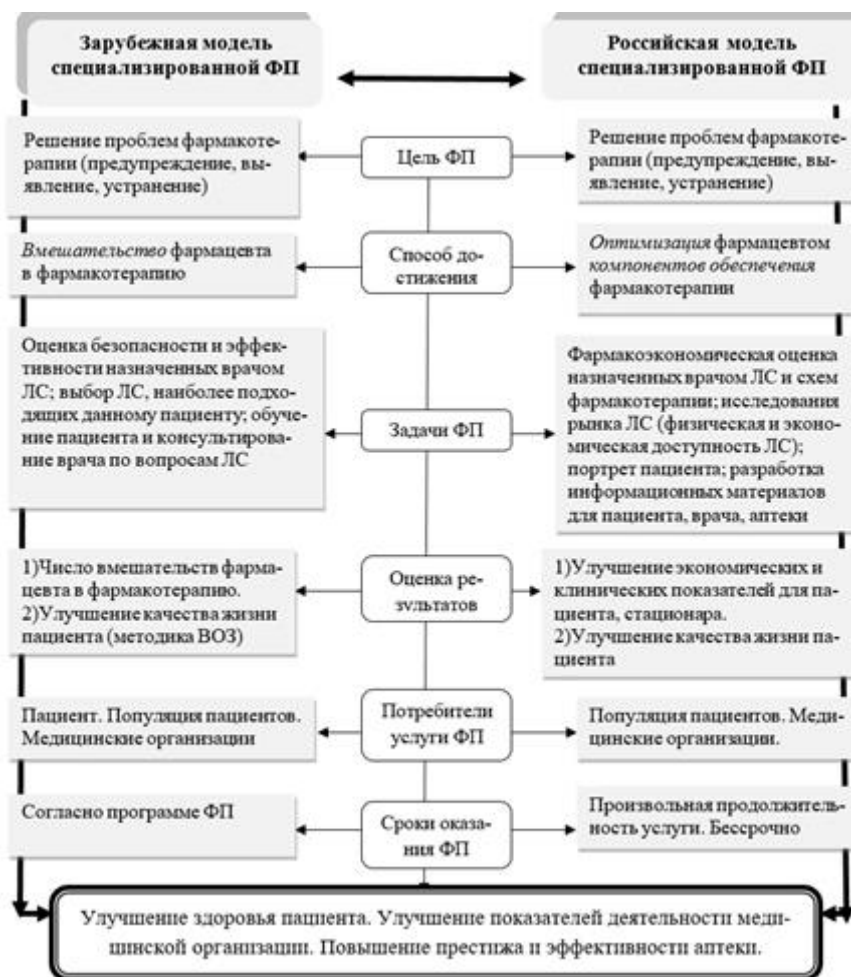 Зарубежная модель
специализированной ФП
Российская модель
специализированной ФП
Решение проблем фармакоте-
рапии (предупреждение, вы-
явление, устранение)
Цель ФП
Решение проблем фармакоте-
рапии (предупреждение, вы-
явление, устранение)
Вмешательство фармацевта
в фармакотерапию
Способ до-
стижения
Оптимизация фармацевтом
компонентов обеспечения
фармакотерапии
Оценка безопасности и эффек-
тивности назначенных врачом
ЛС; выбор ЛС, наиболее подх-
одящих данному пациенту; обуче-
ние пациента и консультирова-
ние врача по вопросам ЛС
Задачи ФП
Фармакоэкономическая оценка
назначенных врачом ЛС и схем
фармакотерапии; исследования
рынка ЛС (физическая и эконо-
мическая доступность ЛС);
портрет пациента; разработка
информационных материалов
для пациента, врача, аптеки
1)Число вмешательств фарма-
цевта в фармакотерапию.
2)Улучшение качества жизни
пациента (методика ВОЗ)
Оценка ре-
зультатов
1)Улучшение экономических и
клинических показателей для па-
циента, стационара.
2)Улучшение качества жизни па-
циента
Пациент. Популяция пациентов.
Медицинские организации
Потребители
услуги ФП
Популяция пациентов. Ме-
дицинские организации.
Согласно программе ФП
Сроки оказа-
ния ФП
Произвольная продолжитель-
ность услуги. Бессрочно
Улучшение здоровья пациента. Улучшение показателей деятельности меди-
цинской организации. Повышение престижа и эффективности аптеки.